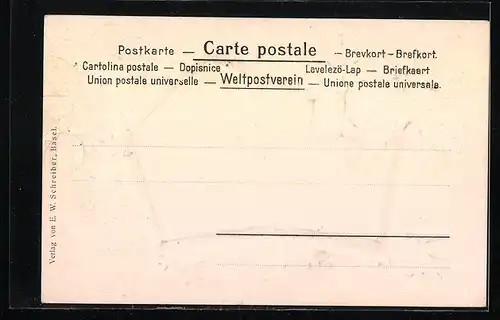 Postkarte — Carte postale — Brevkort - Brefkort.
Cartolina postale — Dopisnice Levelezö-Lap — Briefkaart
Union postale universelle — Weltpostverein — Unione postale universale.
Verlag von E. W. Schreiber, Basel.